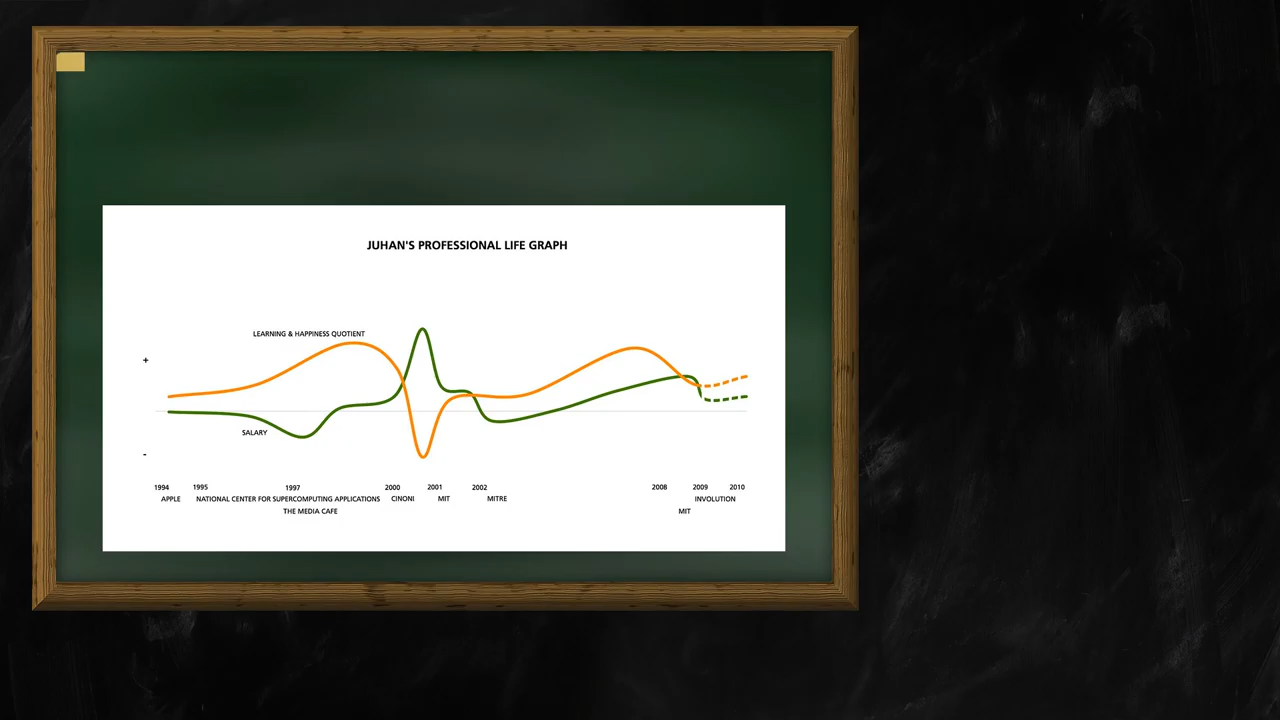 JUHAN'S PROFESSIONAL LIFE GRAPH
LEARNING & HAPPINESS QUOTIENT
+
SALARY
-
1994 1995 1997 2000 2001 2002 2008 2009 2010
APPLE NATIONAL CENTER FOR SUPERCOMPUTING APPLICATIONS CINONI MIT MITRE INVOLUTION
THE MEDIA CAFE MIT